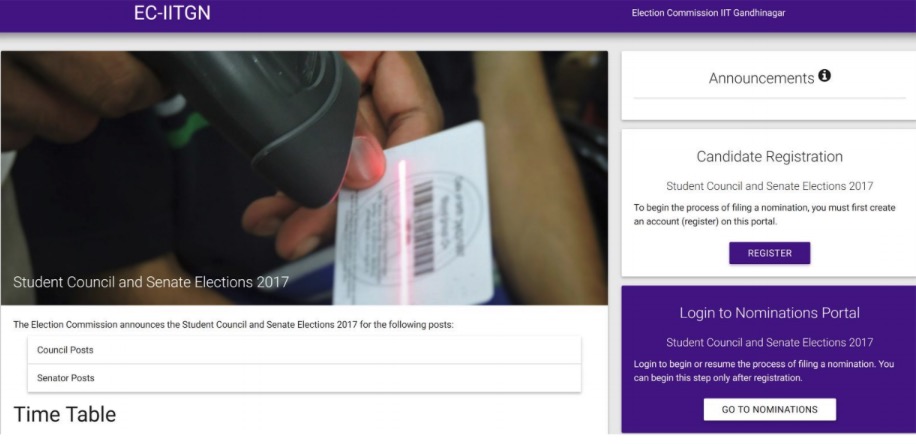 EC-IITGN
Election Commission IIT Gandhinagar
Student Council and Senate Elections 2017
The Election Commission announces the Student Council and Senate Elections 2017 for the following posts:
Council Posts
Senator Posts
Time Table
Announcements
Candidate Registration
Student Council and Senate Elections 2017
To begin the process of filing a nomination, you must first create
an account (register) on this portal.
REGISTER
Login to Nominations Portal
Student Council and Senate Elections 2017
Login to begin or resume the process of filing a nomination. You
can begin this step only after registration.
GO TO NOMINATIONS